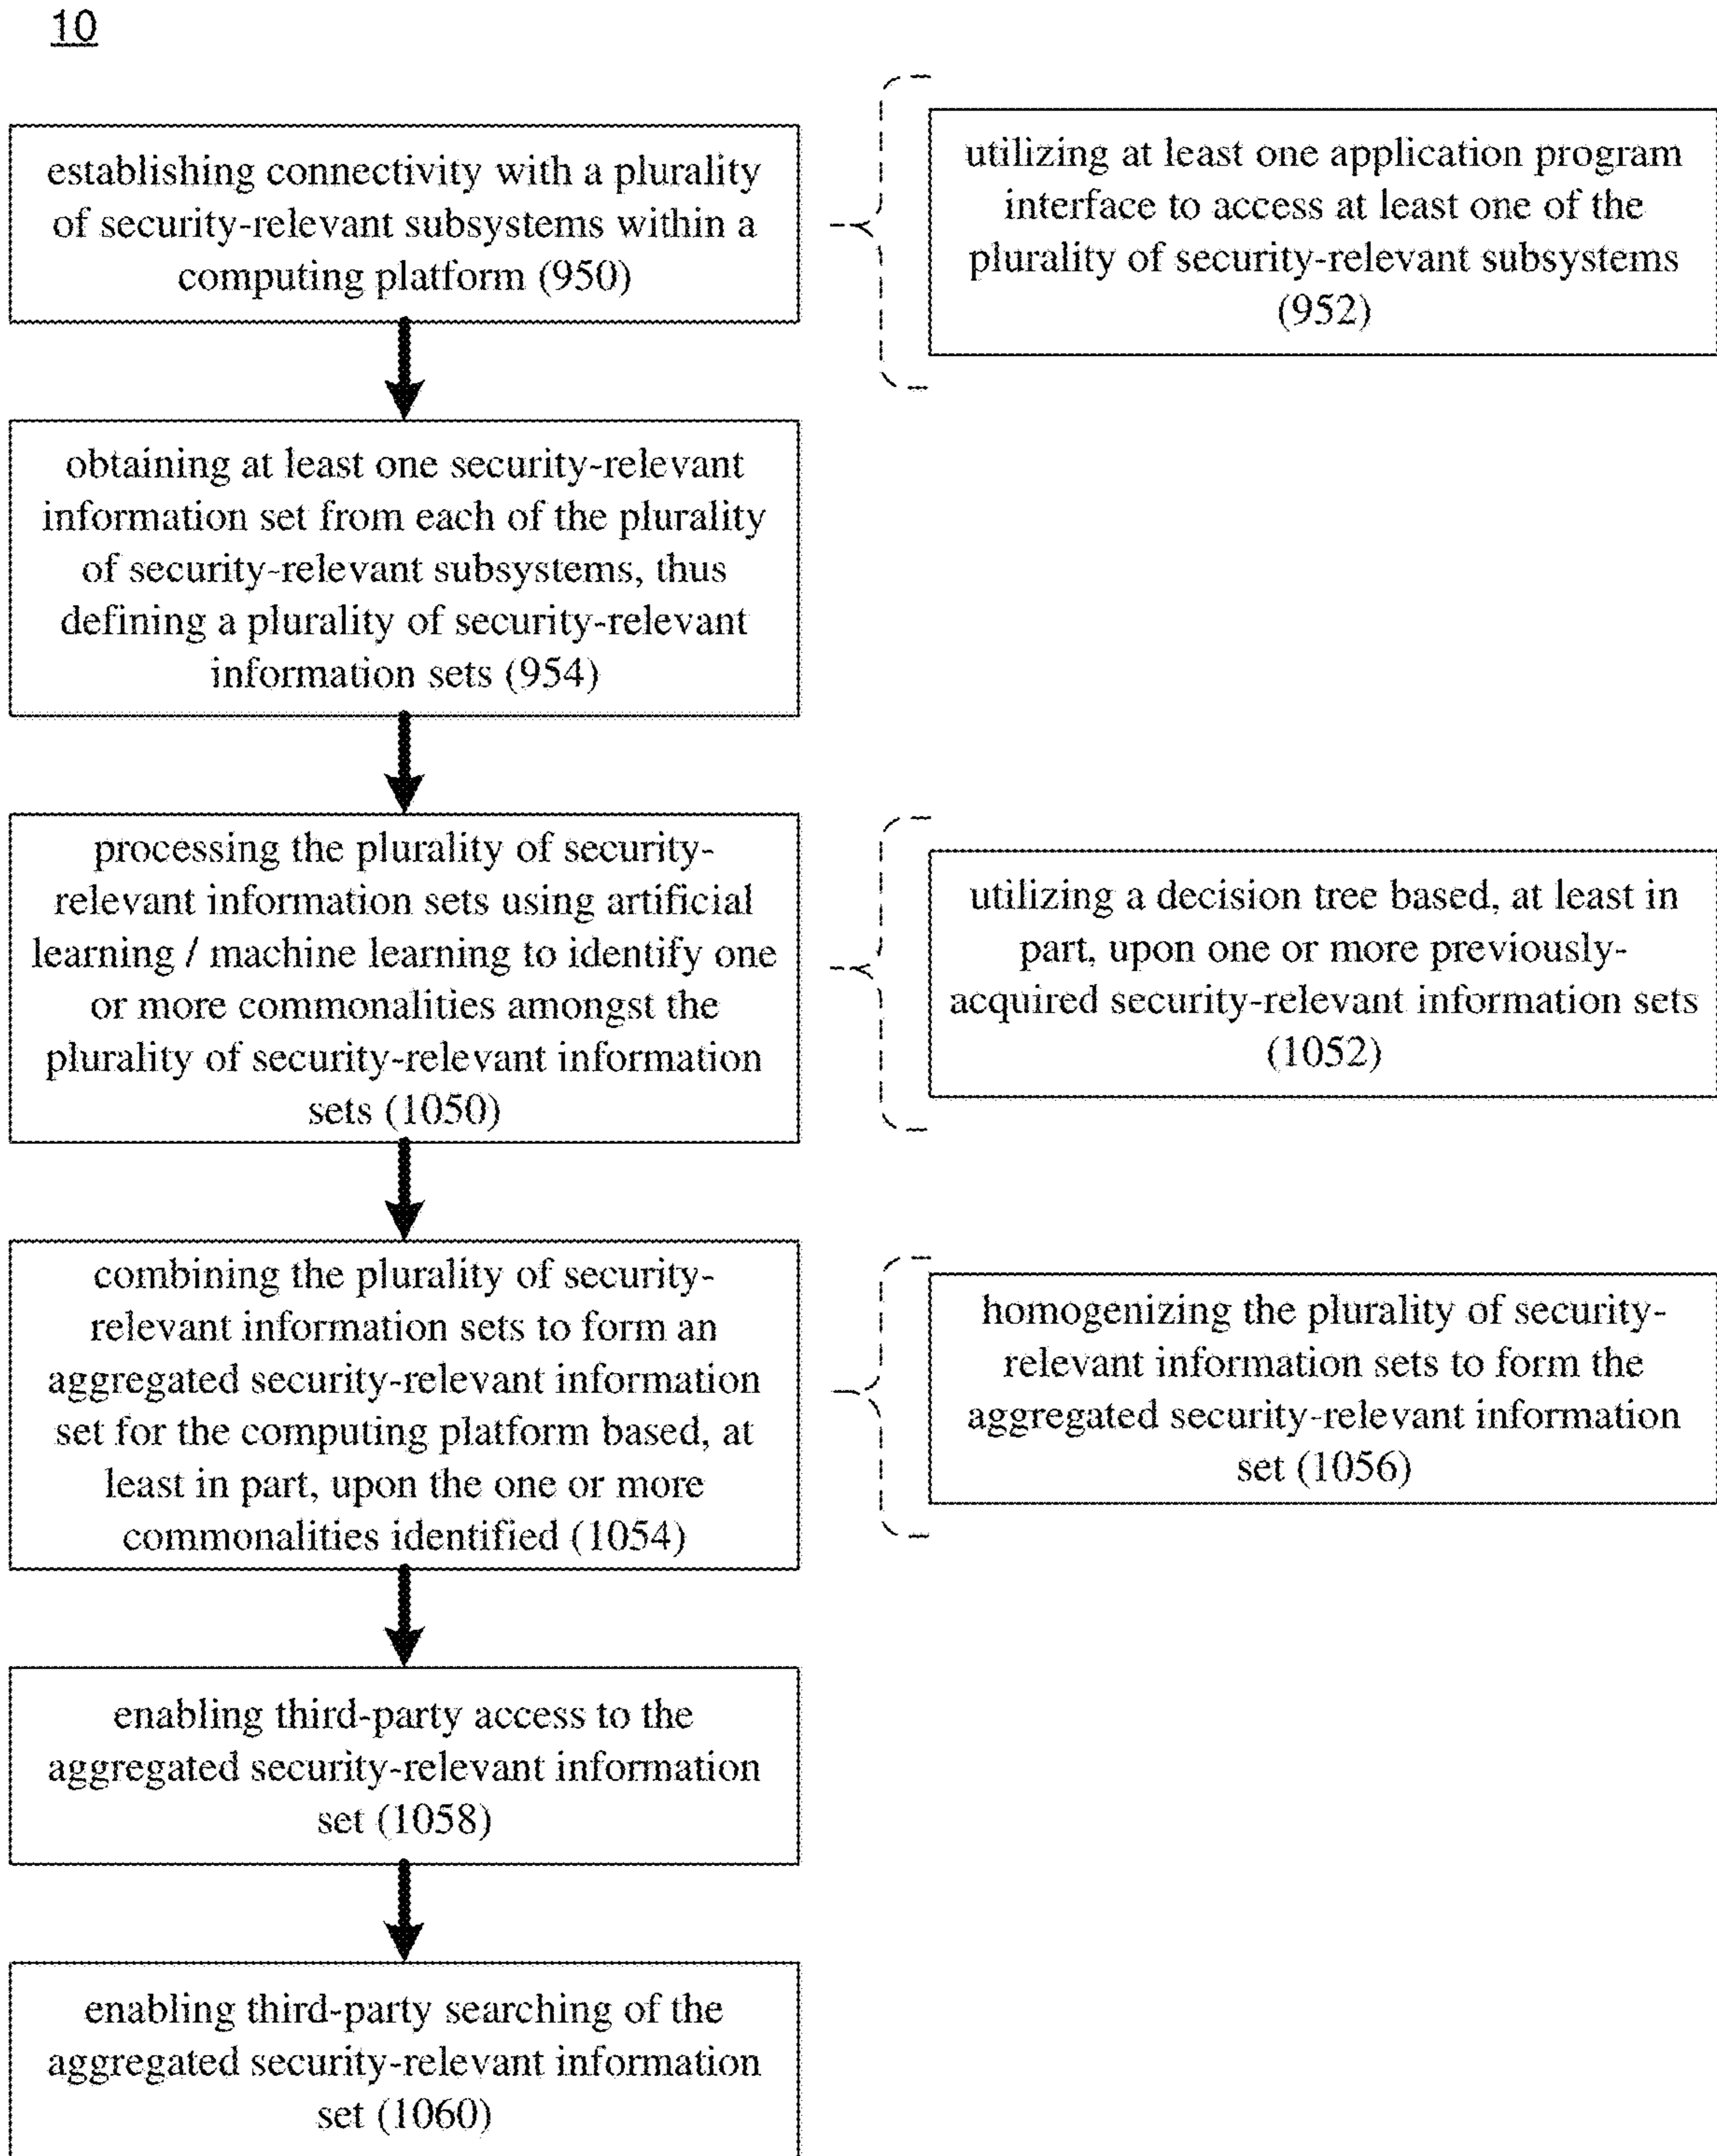 10
establishing connectivity with a plurality
of security-relevant subsystems within a
computing platform (950)
utilizing at least one application program
interface to access at least one of the
plurality of security-relevant subsystems
(952)
obtaining at least one security-relevant
information set from each of the plurality
of security-relevant subsystems, thus
defining a plurality of security-relevant
information sets (954)
processing the plurality of security-
relevant information sets using artificial
learning / machine learning to identify one
or more commonalities amongst the
plurality of security-relevant information
sets (1050)
utilizing a decision tree based, at least in
part, upon one or more previously-
acquired security-relevant information sets
(1052)
combining the plurality of security-
relevant information sets to form an
aggregated security-relevant information
set for the computing platform based, at
least in part, upon the one or more
commonalities identified (1054)
homogenizing the plurality of security-
relevant information sets to form the
aggregated security-relevant information
set (1056)
enabling third-party access to the
aggregated security-relevant information
set (1058)
enabling third-party searching of the
aggregated security-relevant information
set (1060)